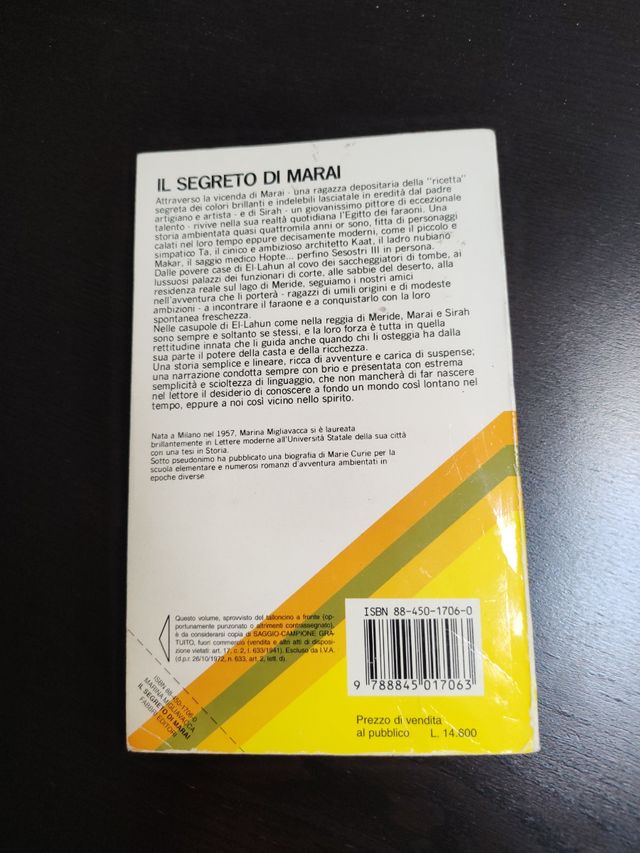 IL SEGRETO DI MARAI
Attraverso la vicenda di Marai - una ragazza depositaria della "ricetta"
segreta dei colori brillanti e indelebili lasciatale in eredità dal padre
artigiano e artista - e di Sirah - un giovanissimo pittore di eccezionale
talento - rivive nella sua realtà quotidiana l'Egitto dei faraoni. Una
storia ambientata quasi quattromila anni or sono, fitta di personaggi
calati nel loro tempo eppure decisamente moderni, come il piccolo e
simpatico Ta, il cinico e ambizioso architetto Kaat, il ladro nubiano
Makar, il saggio medico Hopte... perfino Sesostri III in persona.
Dalle povere case di El-Lahun al covo dei saccheggiatori di tombe, ai
lussuosi palazzi dei funzionari di corte, alle sabbie del deserto, alla
residenza reale sul lago di Meride, seguiamo i nostri amici
nell'avventura che li porterà - ragazzi di umili origini e di modeste
ambizioni - a incontrare il faraone e a conquistarlo con la loro
spontanea freschezza.
Nelle casupole di El-Lahun come nella reggia di Meride, Marai e Sirah
sono sempre e soltanto se stessi, e la loro forza è tutta in quella
rettitudine innata che li guida anche quando chi li osteggia ha dalla
sua parte il potere della casta e della ricchezza.
Una storia semplice e lineare, ricca di avventure e carica di suspense;
una narrazione condotta sempre con brio e presentata con estrema
semplicità e scioltezza di linguaggio, che non mancherà di far nascere
nel lettore il desiderio di conoscere a fondo un mondo così lontano nel
tempo, eppure a noi così vicino nello spirito.
Nata a Milano nel 1957, Marina Migliavacca si è laureata
brillantemente in Lettere moderne all'Università Statale della sua città
con una tesi in Storia.
Sotto pseudonimo ha pubblicato una biografia di Marie Curie per la
scuola elementare e numerosi romanzi d'avventura ambientati in
epoche diverse
Questo volume, sprovvisto del talloncino a fronte (op-
portunamente punzonato o altrimenti contrassegnato),
è da considerarsi copia di SAGGIO-CAMPIONE GRA-
TUITO, fuori commercio (vendita e altri atti di disposi-
zione vietati: art. 17, c. 2, l. 633/1941). Escluso da I.V.A.
(d.p.r. 26/10/1972, n. 633, art. 2, lett. d).
ISBN 88-450-1706-0
MARINA MIGLIAVACCA
IL SEGRETO DI MARAI
FABBRI EDITORI
ISBN 88-450-1706-0
9 788845 017063
Prezzo di vendita
al pubblico L. 14.800